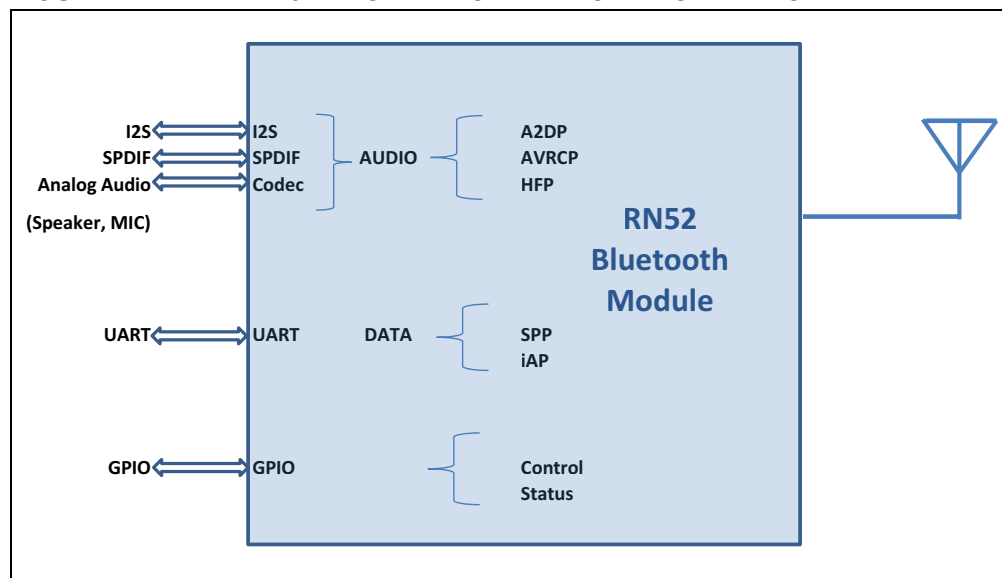 I2S
I2S
A2DP
SPDIF
SPDIF
AUDIO
AVRCP
Analog Audio
Codec
HFP
(Speaker, MIC)
RN52
Bluetooth
Module
UART
UART
DATA
SPP
iAP
GPIO
GPIO
Control
Status